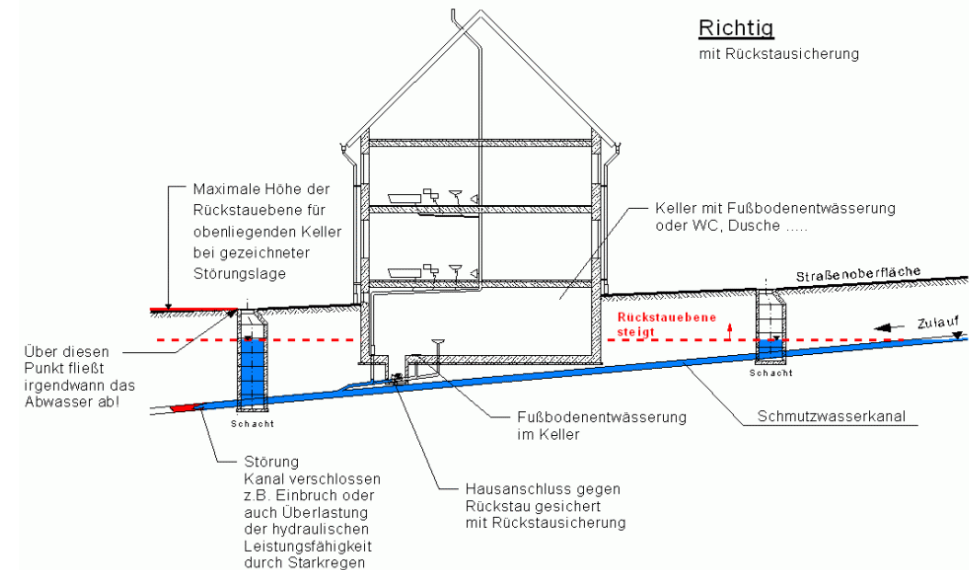 Richtig
mit Rückstausicherung
Maximale Höhe der
Rückstauebene für
obenliegenden Keller
bei gezeichneter
Störungslage
Keller mit Fußbodenentwässerung
oder WC, Dusche .....
Straßenoberfläche
Rückstauebene
steigt
Zulauf
Über diesen
Punkt fließt
irgendwann das
Abwasser ab!
Schacht
Schacht
Fußbodenentwässerung
im Keller
Schmutzwasserkanal
Störung
Kanal verschlossen
z.B. Einbruch oder
auch Überlastung
der hydraulischen
Leistungsfähigkeit
durch Starkregen
Hausanschluss gegen
Rückstau gesichert
mit Rückstausicherung